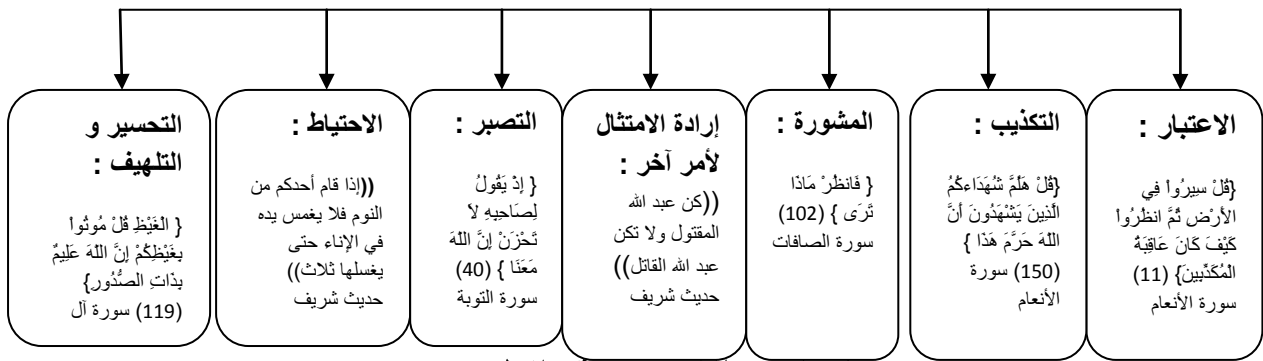 الاعتبار :
{قُلْ سِيرُواْ فِي
الأَرْضِ ثُمَّ انظُرُواْ
كَيْفَ كَانَ عَاقِبَةُ
المُكَذِّبِينَ} (11)
سورة الأنعام
التكذيب :
{قُلْ هَلُمَّ شُهَدَاءكُمُ
الَّذِينَ يَشْهَدُونَ أَنَّ
اللّهَ حَرَّمَ هَذَا }
(150) سورة
الأنعام
المشورة :
{ فَانظُرْ مَاذَا
تَرَى } (102)
سورة الصافات
إرادة الامتثال
لأمر آخر :
((كن عبد الله
المقتول ولا تكن
عبد الله القاتل))
حديث شريف
التصبر :
{ إِذْ يَقُولُ
لِصَاحِبِهِ لاَ
تَحْزَنْ إِنَّ اللّهَ
مَعَنَا } (40)
سورة التوبة
الاحتياط :
((إذا قام أحدكم من
النوم فلا يغمس يده
في الإناء حتى
يغسلها ثلاث))
حديث شريف
التحسير و
التلهيف :
{ الْغَيْظِ قُلْ مُوتُواْ
بِغَيْظِكُمْ إِنَّ اللّهَ عَلِيمٌ
بِذَاتِ الصُّدُورِ}
(119) سورة آل